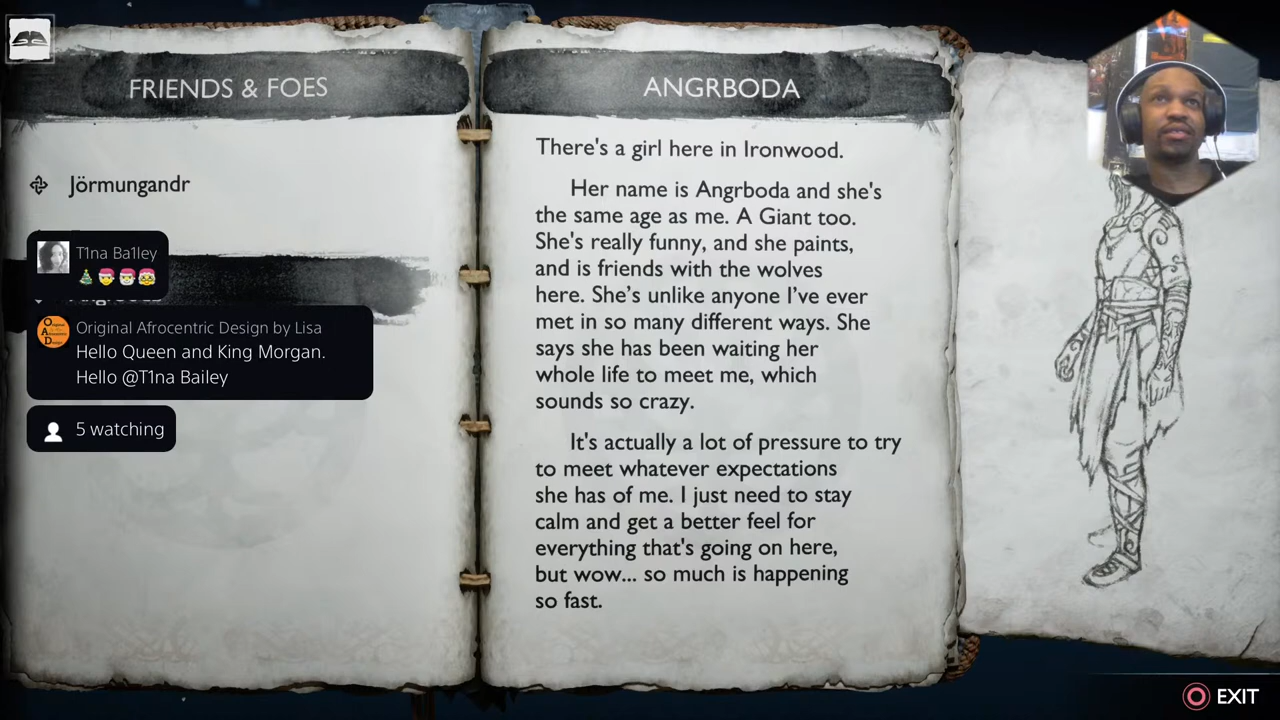 FRIENDS & FOES
Jörmungandr
T1na Ba1ley
Original Afrocentric Design by Lisa
Hello Queen and King Morgan.
Hello @T1na Bailey
5 watching
ANGRBODA
There's a girl here in Ironwood.
Her name is Angrboda and she's
the same age as me. A Giant too.
She's really funny, and she paints,
and is friends with the wolves
here. She's unlike anyone I've ever
met in so many different ways. She
says she has been waiting her
whole life to meet me, which
sounds so crazy.
It's actually a lot of pressure to try
to meet whatever expectations
she has of me. I just need to stay
calm and get a better feel for
everything that's going on here,
but wow... so much is happening
so fast.
EXIT